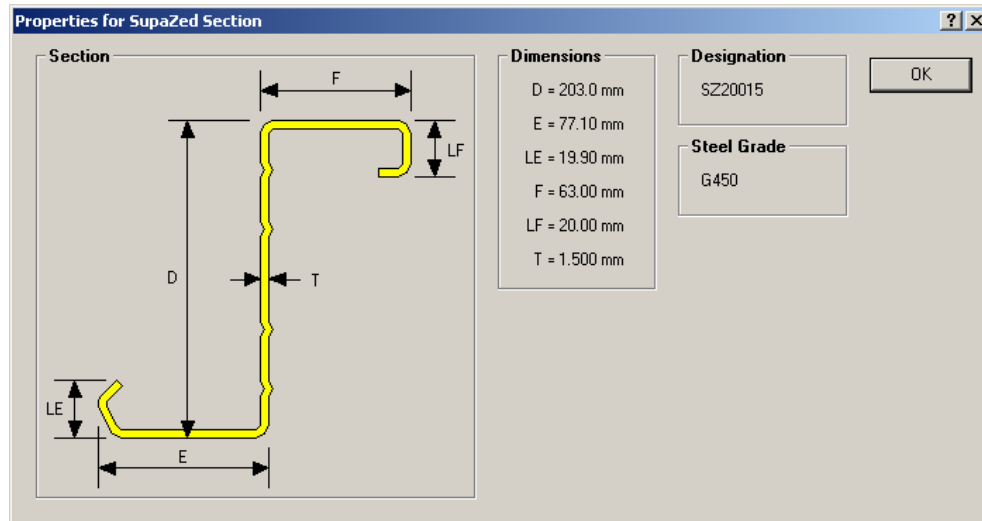 Properties for SupaZed Section
Section
F
LF
D
T
LE
E
Dimensions
D = 203.0 mm
E = 77.10 mm
LE = 19.90 mm
F = 63.00 mm
LF = 20.00 mm
T = 1.500 mm
Designation
SZ20015
Steel Grade
G450
OK